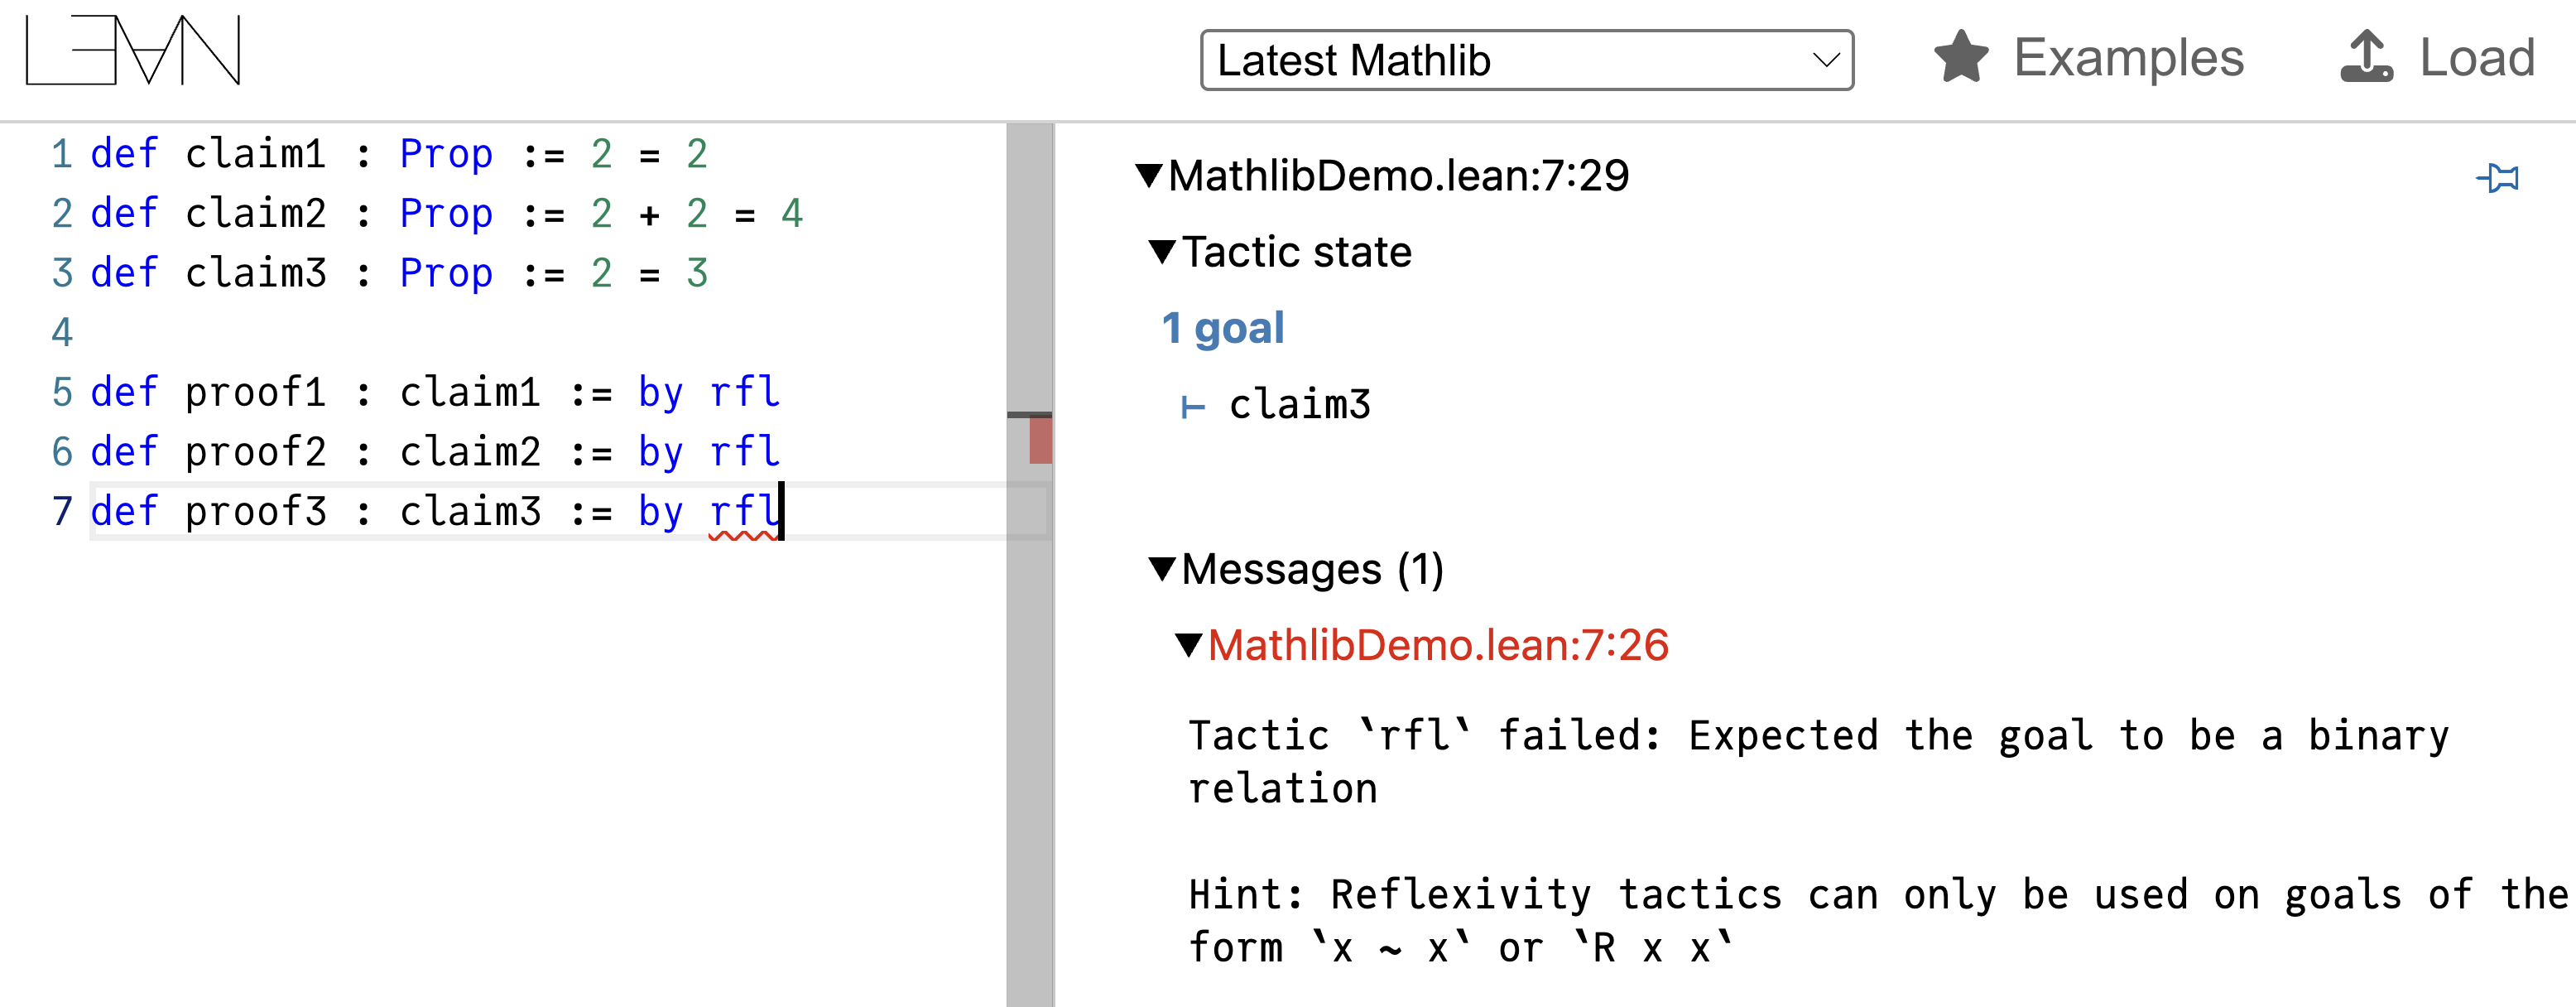 LEAN
Latest Mathlib
Examples
Load
1 def claim1 : Prop := 2 = 2
2 def claim2 : Prop := 2 + 2 = 4
3 def claim3 : Prop := 2 = 3
4
5 def proof1 : claim1 := by rfl
6 def proof2 : claim2 := by rfl
7 def proof3 : claim3 := by rfl
▼MathlibDemo.lean:7:29
▼Tactic state
1 goal
⊢ claim3
▼Messages (1)
▼MathlibDemo.lean:7:26
Tactic `rfl` failed: Expected the goal to be a binary
relation
Hint: Reflexivity tactics can only be used on goals of the
form `x ~ x` or `R x x`